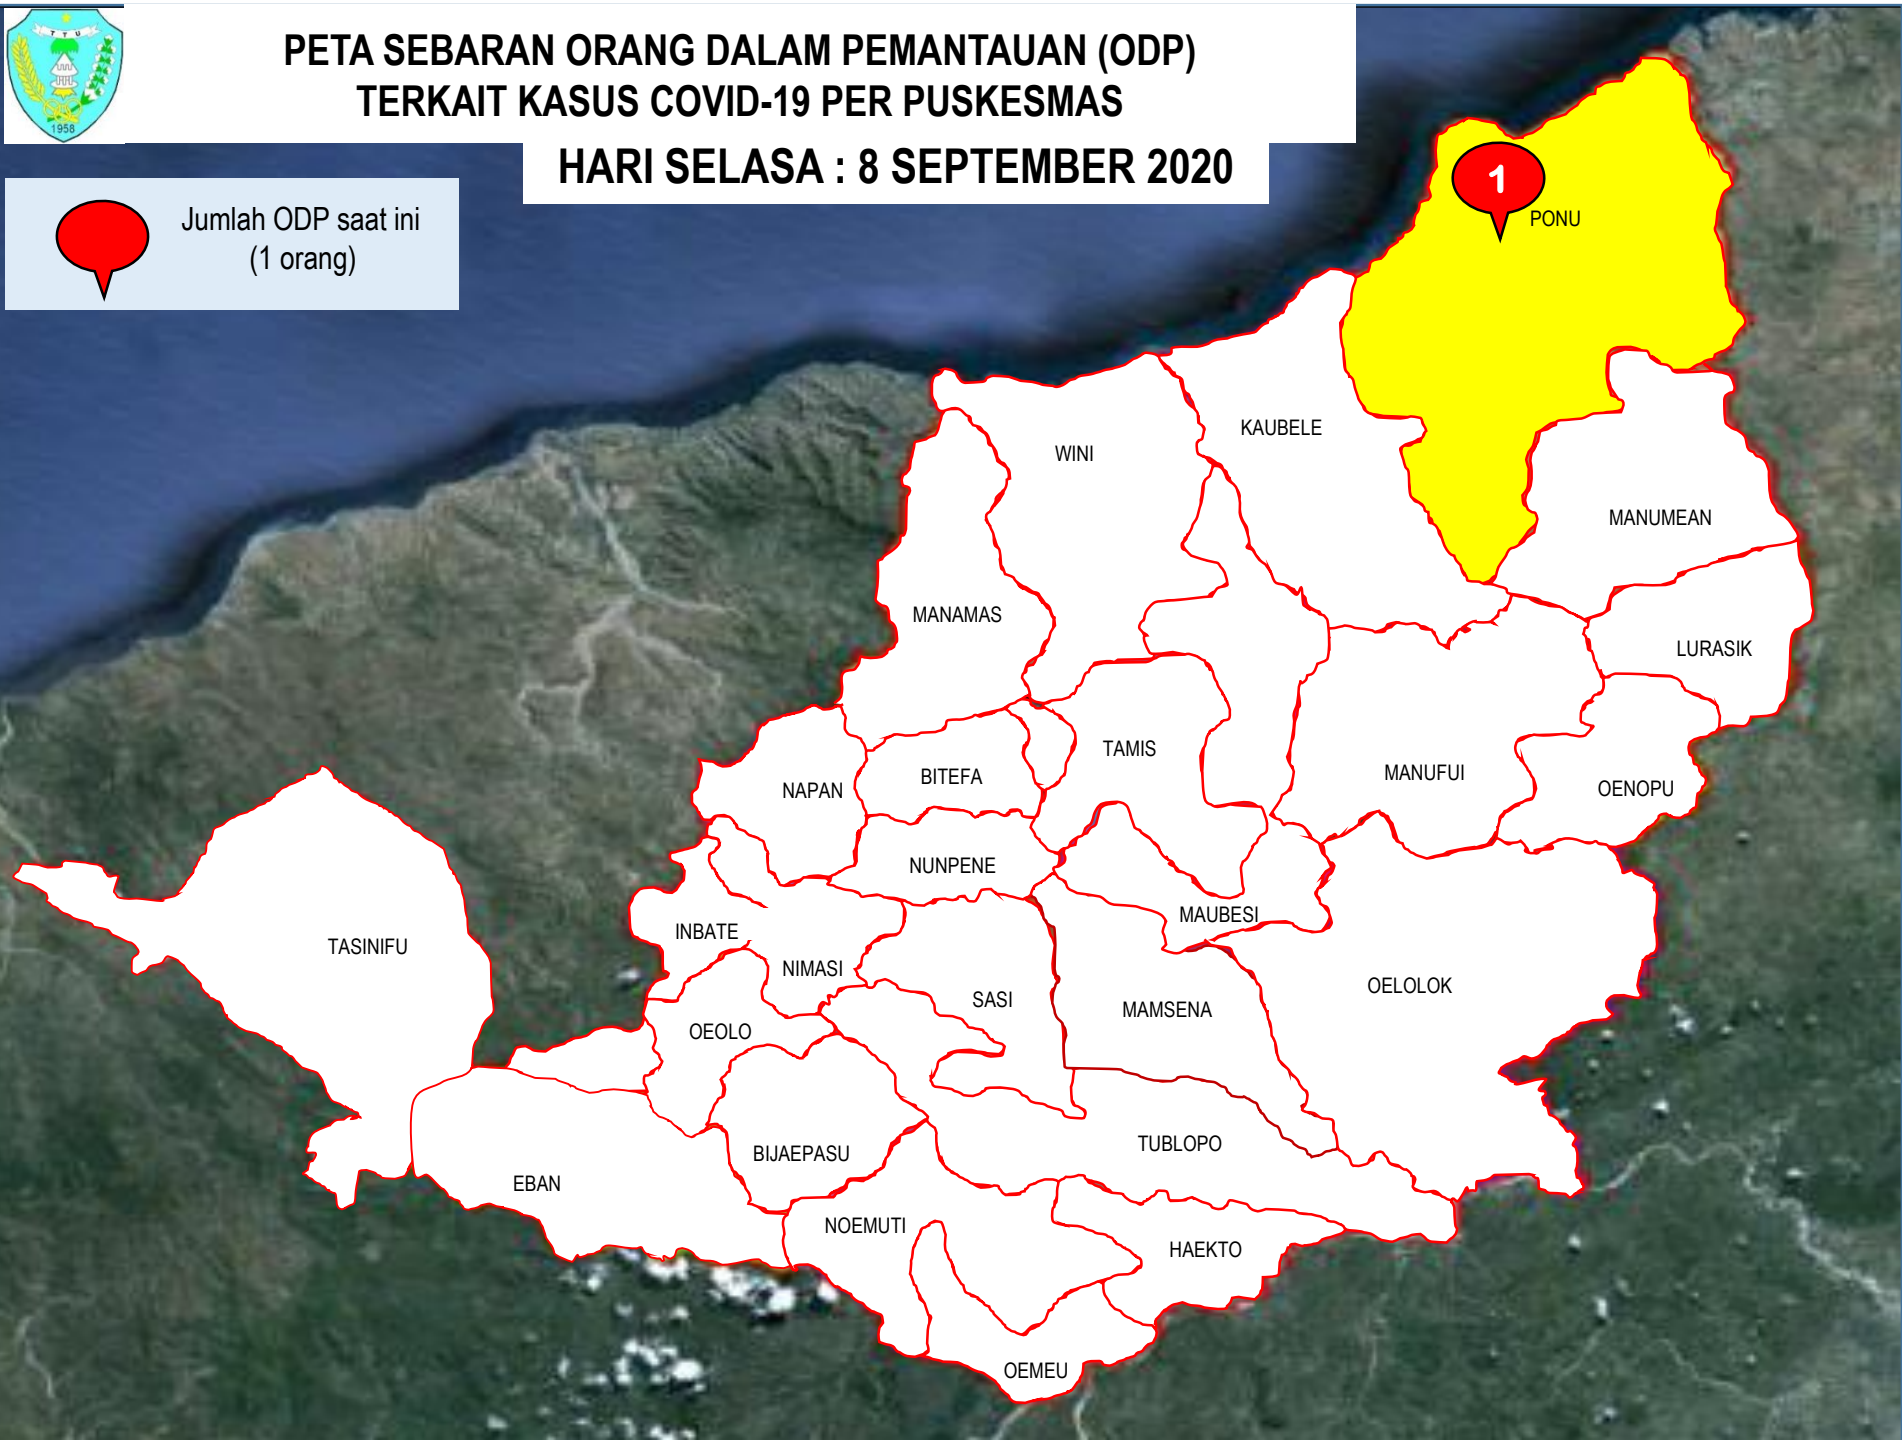 TTU
1958
PETA SEBARAN ORANG DALAM PEMANTAUAN (ODP)
TERKAIT KASUS COVID-19 PER PUSKESMAS
HARI SELASA : 8 SEPTEMBER 2020
Jumlah ODP saat ini
(1 orang)
1
PONU
KAUBELE
WINI
MANUMEAN
MANAMAS
LURASIK
TAMIS
MANUFUI
BITEFA
NAPAN
OENOPU
NUNPENE
MAUBESI
INBATE
TASINIFU
NIMASI
OELOLOK
SASI
MAMSENA
OEOLO
TUBLOPO
BIJAEPASU
EBAN
NOEMUTI
HAEKTO
OEMEU